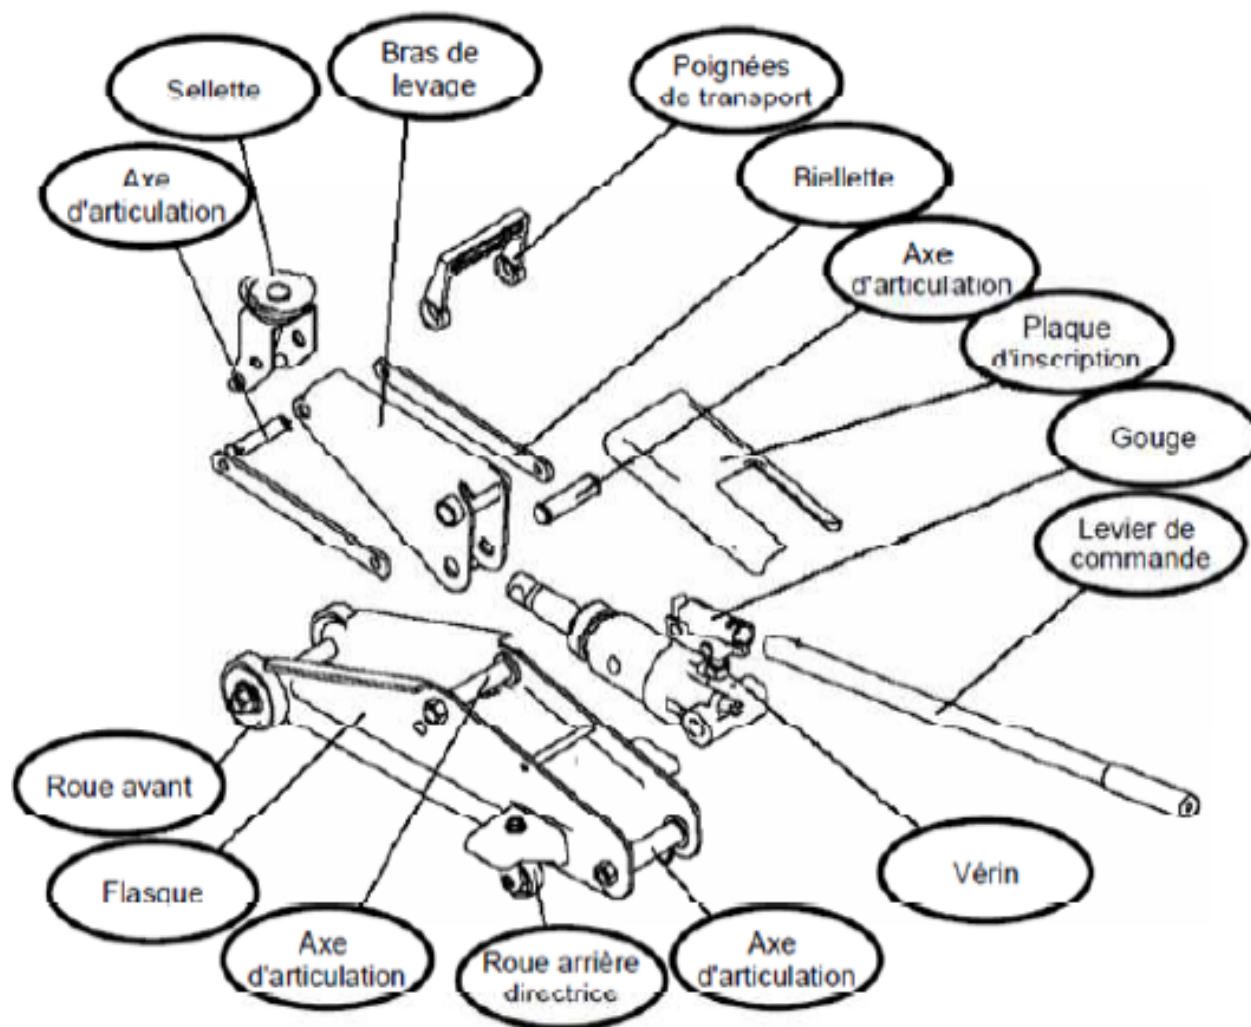 Sellette
Bras de
levage
Poignées
de transport
Axe
d'articulation
Biellette
Axe
d'articulation
Plaque
d'inscription
Gouge
Levier de
commande
Roue avant
Flasque
Axe
d'articulation
Roue arrière
directrice
Axe
d'articulation
Vérin